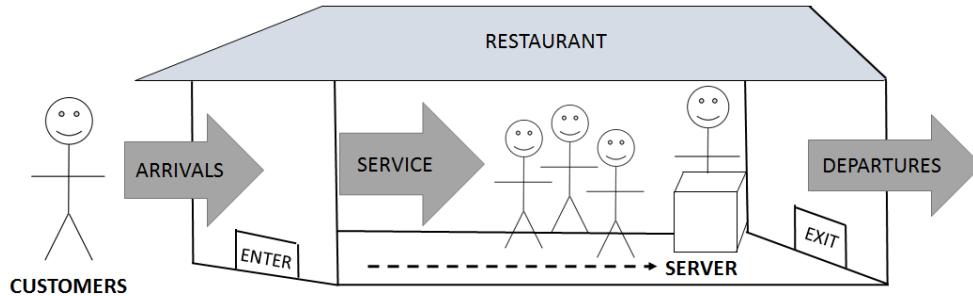 RESTAURANT
ARRIVALS
SERVICE
DEPARTURES
ENTER
EXIT
SERVER
CUSTOMERS